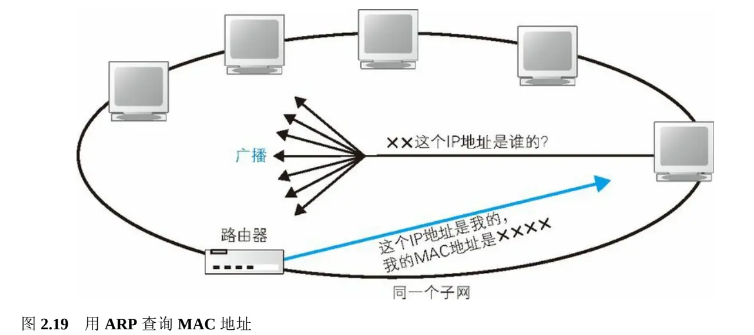 ××这个IP地址是谁的?
广播
路由器
这个IP地址是我的,
我的MAC地址是××××
同一个子网
图 2.19 用 ARP 查询 MAC 地址